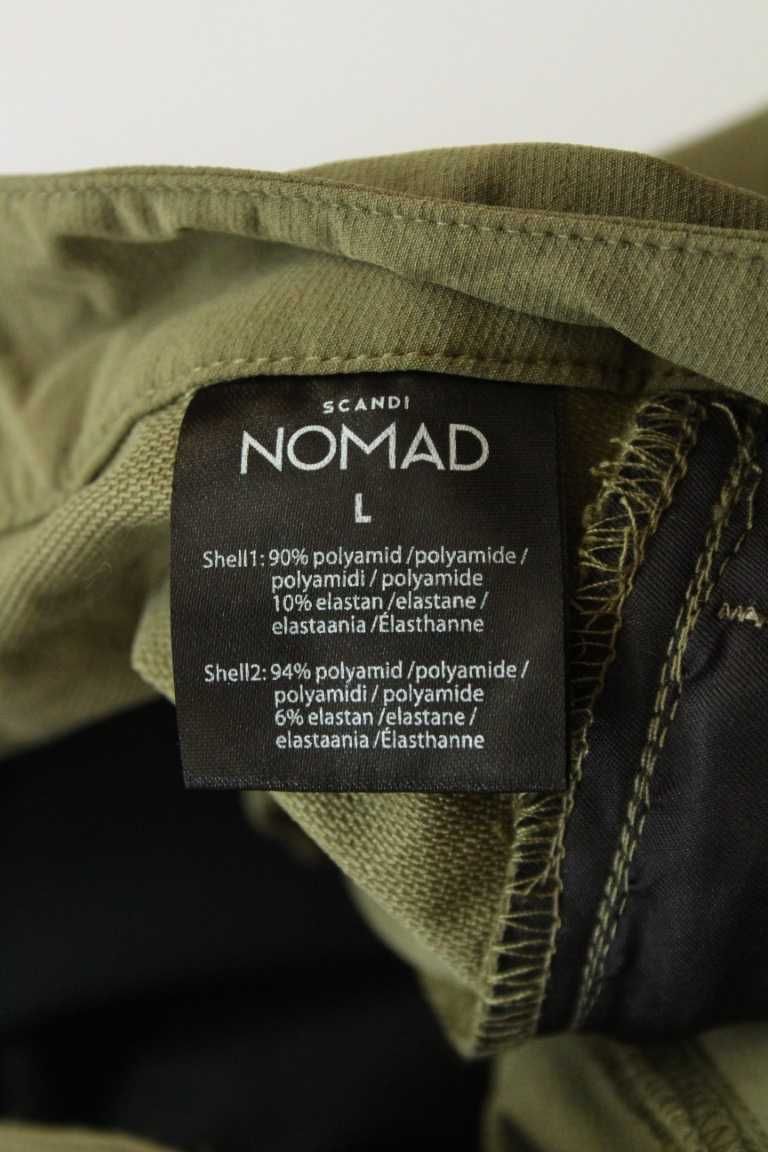 SCANDI
NOMAD
L
Shell1: 90% polyamid /polyamide /
polyamidi / polyamide
10% elastan /elastane /
elastaania /Élasthanne
Shell2: 94% polyamid /polyamide /
polyamidi / polyamide
6% elastan /elastane /
elastaania /Élasthanne